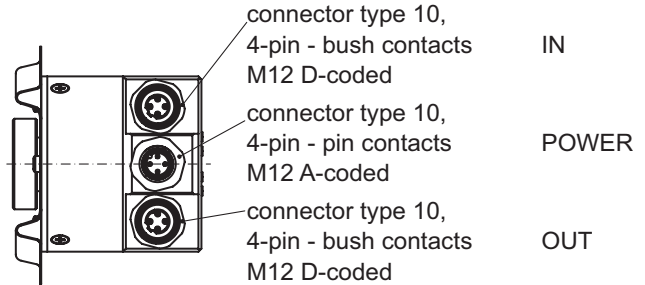 connector type 10,
4-pin - bush contacts IN
M12 D-coded
connector type 10,
4-pin - pin contacts POWER
M12 A-coded
connector type 10,
4-pin - bush contacts OUT
M12 D-coded